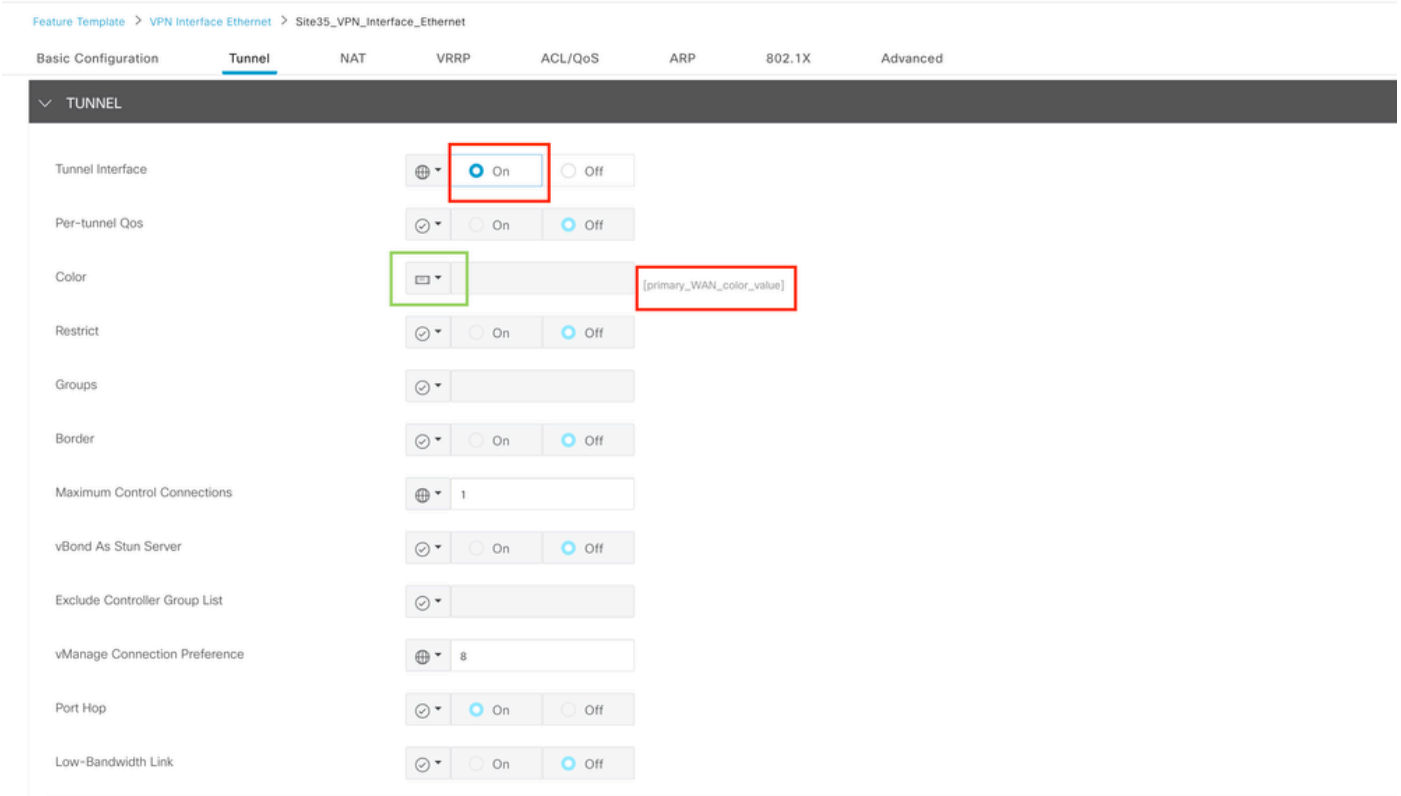 Feature Template > VPN Interface Ethernet > Site35_VPN_Interface_Ethernet
Basic Configuration Tunnel NAT VRRP ACL/QoS ARP 802.1X Advanced
TUNNEL
Tunnel Interface On Off
Per-tunnel Qos On Off
Color [primary_WAN_color_value]
Restrict On Off
Groups
Border On Off
Maximum Control Connections 1
vBond As Stun Server On Off
Exclude Controller Group List
vManage Connection Preference 8
Port Hop On Off
Low-Bandwidth Link On Off